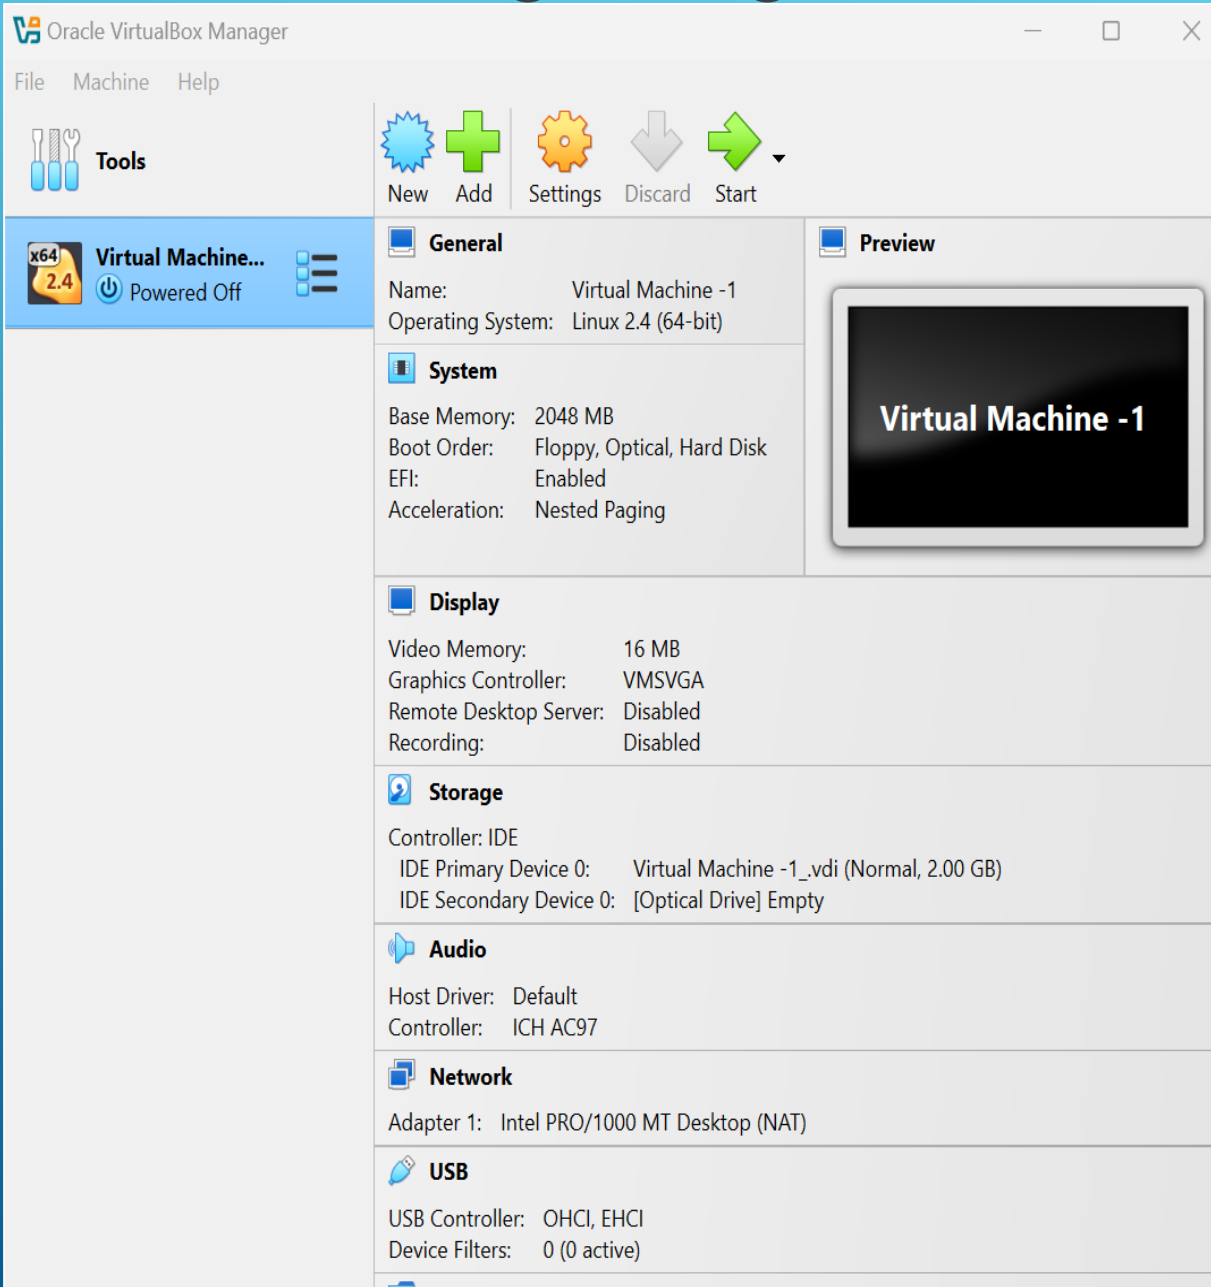 Oracle VirtualBox Manager
File Machine Help
Tools
New Add Settings Discard Start
x64
2.4
Virtual Machine...
Powered Off
General
Name: Virtual Machine -1
Operating System: Linux 2.4 (64-bit)
Preview
Virtual Machine -1
System
Base Memory: 2048 MB
Boot Order: Floppy, Optical, Hard Disk
EFI: Enabled
Acceleration: Nested Paging
Display
Video Memory: 16 MB
Graphics Controller: VMSVGA
Remote Desktop Server: Disabled
Recording: Disabled
Storage
Controller: IDE
IDE Primary Device 0: Virtual Machine -1_.vdi (Normal, 2.00 GB)
IDE Secondary Device 0: [Optical Drive] Empty
Audio
Host Driver: Default
Controller: ICH AC97
Network
Adapter 1: Intel PRO/1000 MT Desktop (NAT)
USB
USB Controller: OHCI, EHCI
Device Filters: 0 (0 active)